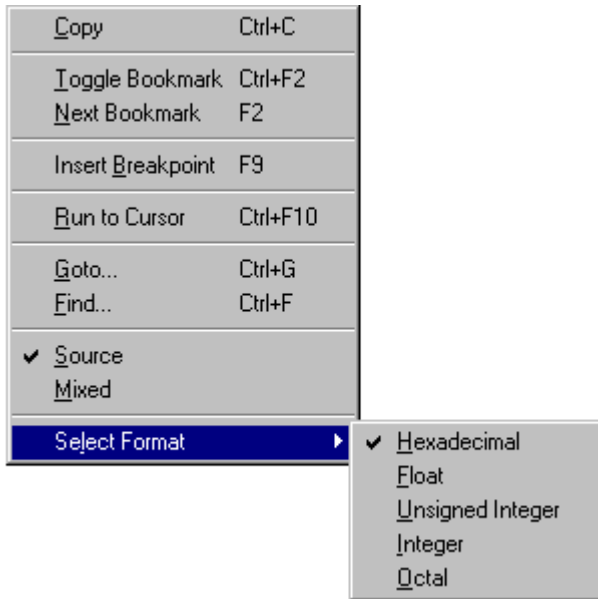 Copy Ctrl+C
Toggle Bookmark Ctrl+F2
Next Bookmark F2
Insert Breakpoint F9
Run to Cursor Ctrl+F10
Goto... Ctrl+G
Find... Ctrl+F
Source
Mixed
Select Format
Hexadecimal
Float
Unsigned Integer
Integer
Octal